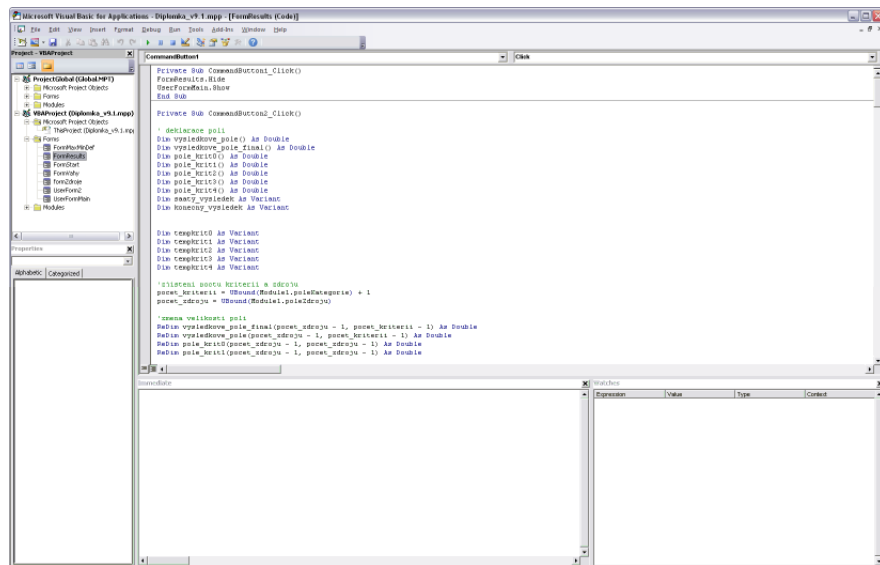 Microsoft Visual Basic for Applications - Diplomka_v9.1.mpp - [FormResults (Code)]
File Edit View Insert Format Debug Run Tools Add-Ins Window Help
Project - VBAProject
ProjectGlobal (Global.MPT)
Microsoft Project Objects
Forms
Modules
VBAProject (Diplomka_v9.1.mpp)
Microsoft Project Objects
ThisProject (Diplomka_v9.1.mpp
Forms
FormMaxMinDef
FormResults
FormStart
FormVahy
formZdroje
UserForm2
UserFormMain
Modules
Properties
Alphabetic Categorized
CommandButton1 Click
Private Sub CommandButton1_Click()
FormResults.Hide
UserFormMain.Show
End Sub
Private Sub CommandButton2_Click()
' deklarace poli
Dim vysledkove_pole() As Double
Dim vysledkove_pole_final() As Double
Dim pole_krit0() As Double
Dim pole_krit1() As Double
Dim pole_krit2() As Double
Dim pole_krit3() As Double
Dim pole_krit4() As Double
Dim saaty_vysledek As Variant
Dim konecny_vysledek As Variant
Dim tempkrit0 As Variant
Dim tempkrit1 As Variant
Dim tempkrit2 As Variant
Dim tempkrit3 As Variant
Dim tempkrit4 As Variant
'zjisteni poctu kriterii a zdroju
pocet_kriterii = UBound(Module1.poleKategorie) + 1
pocet_zdroju = UBound(Module1.poleZdroju)
'zmena velikosti poli
ReDim vysledkove_pole_final(pocet_zdroju - 1, pocet_kriterii - 1) As Double
ReDim vysledkove_pole(pocet_zdroju - 1, pocet_kriterii - 1) As Double
ReDim pole_krit0(pocet_zdroju - 1, pocet_zdroju - 1) As Double
ReDim pole_krit1(pocet_zdroju - 1, pocet_zdroju - 1) As Double
Immediate
Watches
Expression Value Type Context